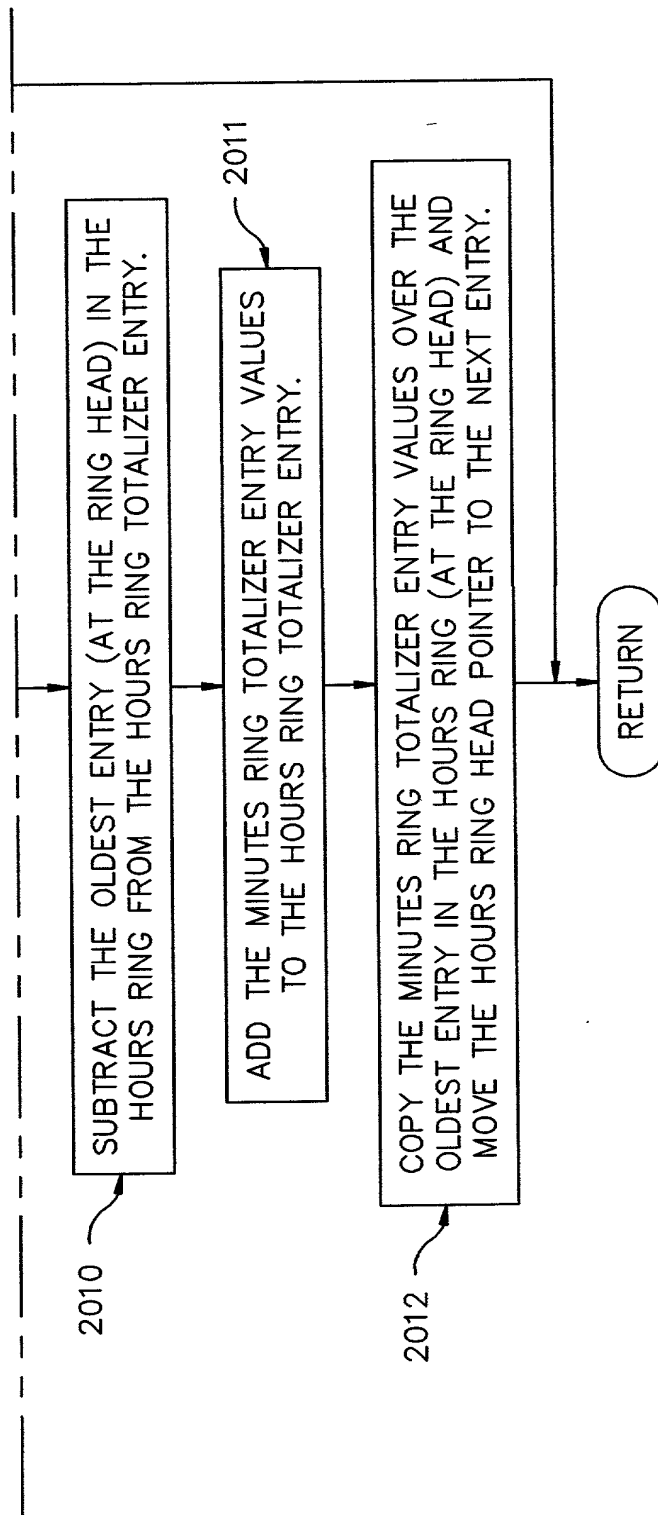 2010
SUBTRACT THE OLDEST ENTRY (AT THE RING HEAD) IN THE
HOURS RING FROM THE HOURS RING TOTALIZER ENTRY.
2011
ADD THE MINUTES RING TOTALIZER ENTRY VALUES
TO THE HOURS RING TOTALIZER ENTRY.
2012
COPY THE MINUTES RING TOTALIZER ENTRY VALUES OVER THE
OLDEST ENTRY IN THE HOURS RING (AT THE RING HEAD) AND
MOVE THE HOURS RING HEAD POINTER TO THE NEXT ENTRY.
RETURN